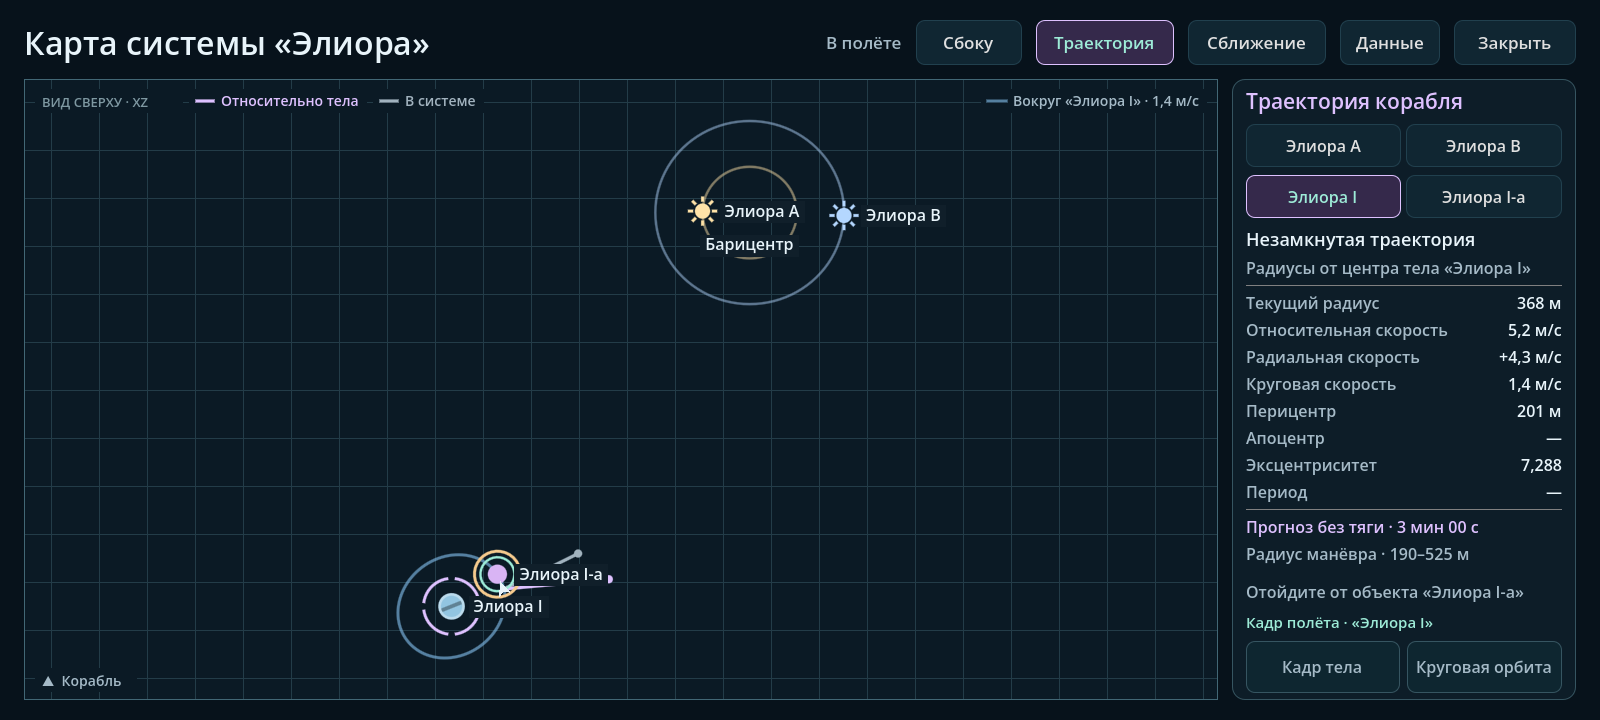 Карта системы «Элиора»
В полёте
Сбоку
Траектория
Сближение
Данные
Закрыть
ВИД СВЕРХУ · XZ
Относительно тела
В системе
Вокруг «Элиора I» · 1,4 м/с
Элиора A
Элиора B
Барицентр
Элиора I-a
Элиора I
Корабль
Траектория корабля
Элиора A
Элиора B
Элиора I
Элиора I-a
Незамкнутая траектория
Радиусы от центра тела «Элиора I»
Текущий радиус 368 м
Относительная скорость 5,2 м/с
Радиальная скорость +4,3 м/с
Круговая скорость 1,4 м/с
Перицентр 201 м
Апоцентр —
Эксцентриситет 7,288
Период —
Прогноз без тяги · 3 мин 00 с
Радиус манёвра · 190–525 м
Отойдите от объекта «Элиора I-a»
Кадр полёта · «Элиора I»
Кадр тела
Круговая орбита